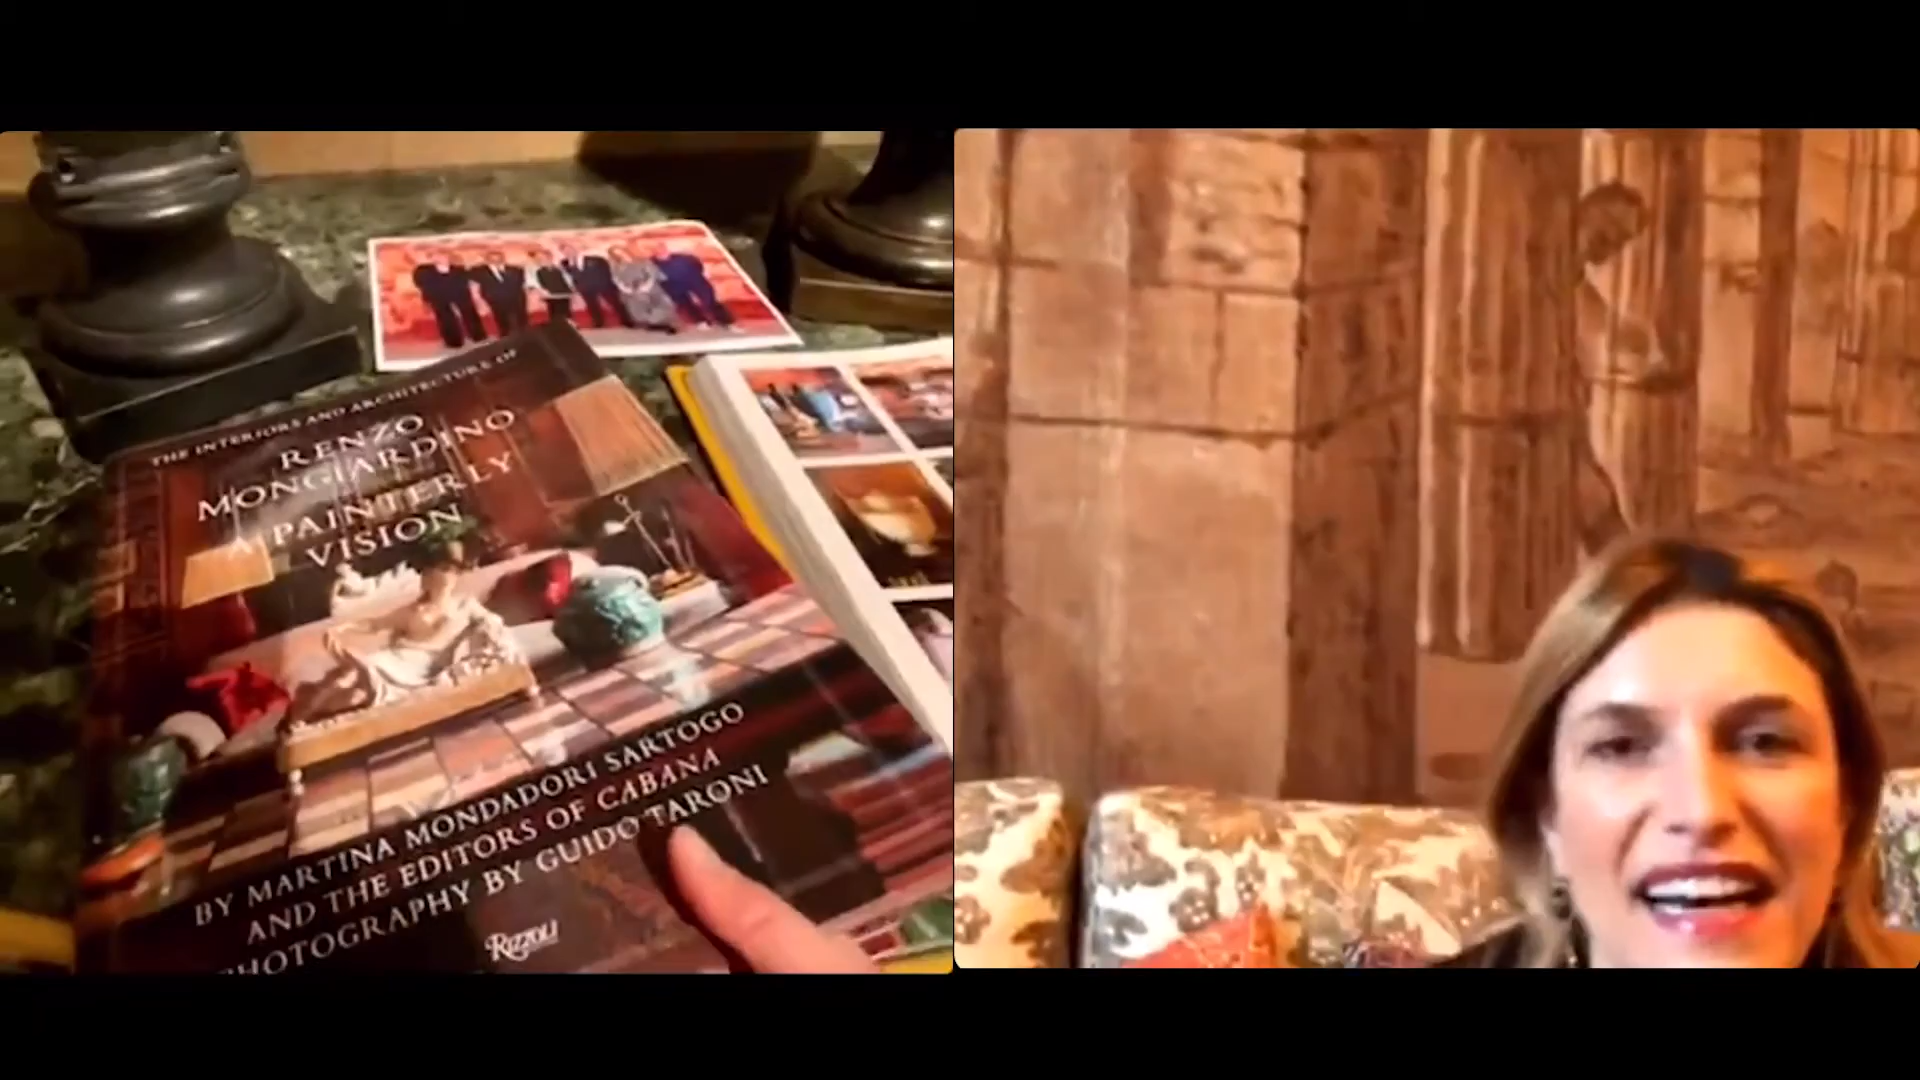 THE INTERIORS AND ARCHITECTURE OF
RENZO
MONGIARDINO
A PAINTERLY
VISION
BY MARTINA MONDADORI SARTOGO
AND THE EDITORS OF CABANA
PHOTOGRAPHY BY GUIDO TARONI
Rizzoli